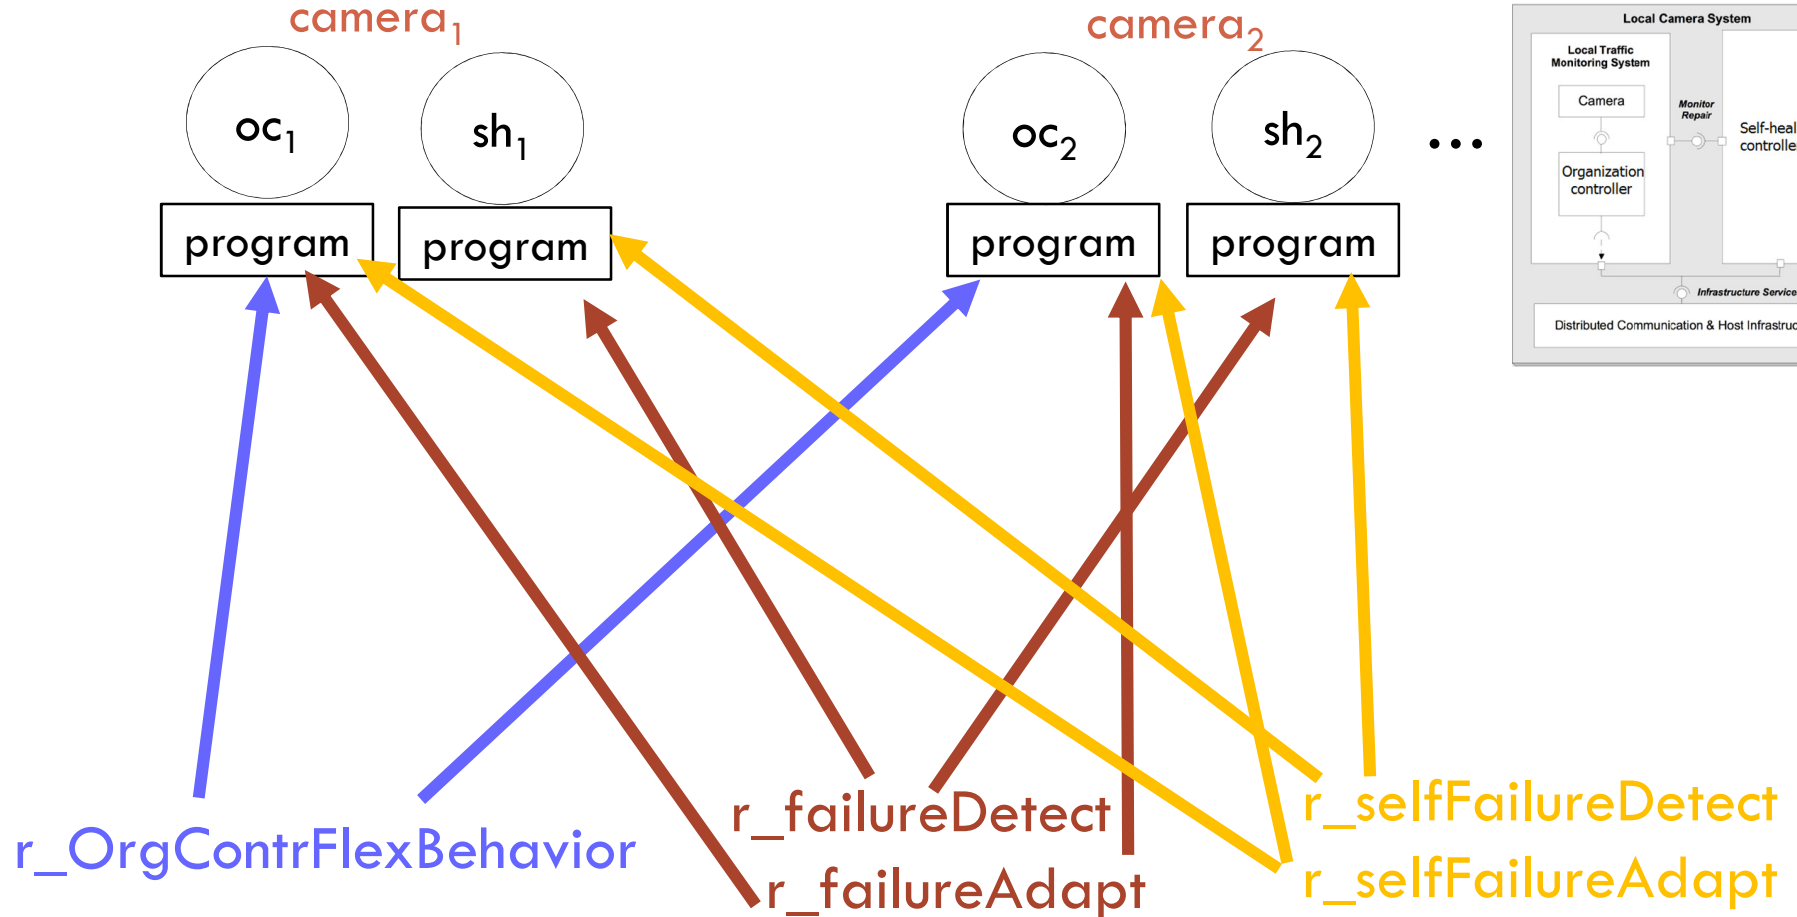 camera1
camera2
oc1
sh1
oc2
sh2
...
program
program
program
program
r_OrgContrFlexBehavior
r_failureDetect
r_failureAdapt
r_selfFailureDetect
r_selfFailureAdapt
Local Camera System
Local Traffic
Monitoring System
Camera
Monitor
Repair
Self-heal
controller
Organization
controller
Infrastructure Service
Distributed Communication & Host Infrastruc